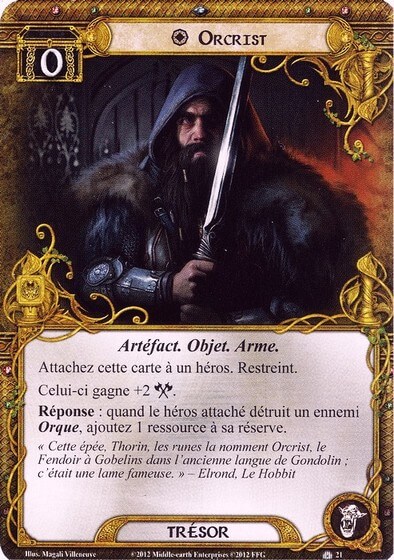 Orcrist
0
Artéfact. Objet. Arme.
Attachez cette carte à un héros. Restreint.
Celui-ci gagne +2 .
Réponse : quand le héros attaché détruit un ennemi
Orque, ajoutez 1 ressource à sa réserve.
« Cette épée, Thorin, les runes la nomment Orcrist, le
Fendoir à Gobelins dans l'ancienne langue de Gondolin ;
c'était une lame fameuse. » – Elrond, Le Hobbit
TRÉSOR
Illus. Magali Villeneuve
©2012 Middle-earth Enterprises ©2012 FFG
21